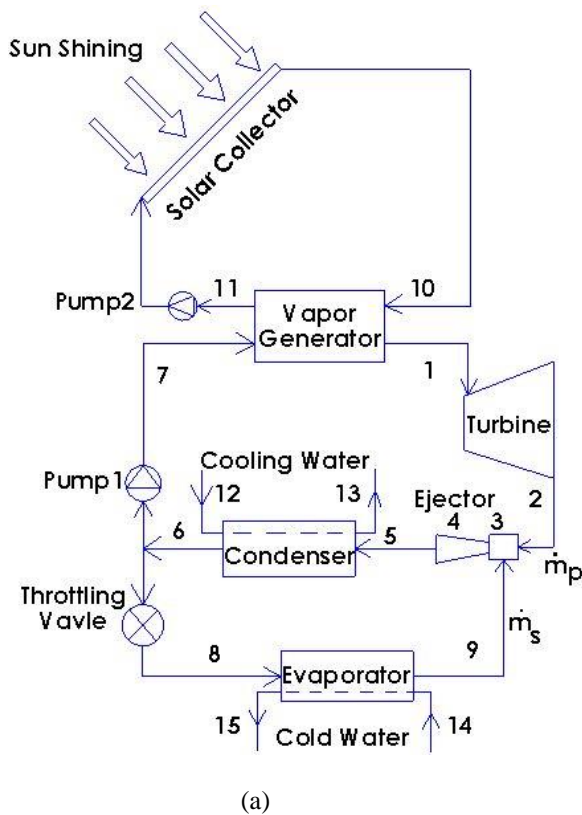 Sun Shining
Solar Collector
Pump2
11
10
Vapor
Generator
7
1
Turbine
Cooling Water
Pump1
12
13
Ejector
2
6
5
4
3
Condenser
ṁp
Throttling
Vavle
ṁs
8
Evaporator
9
15
14
Cold Water
(a)